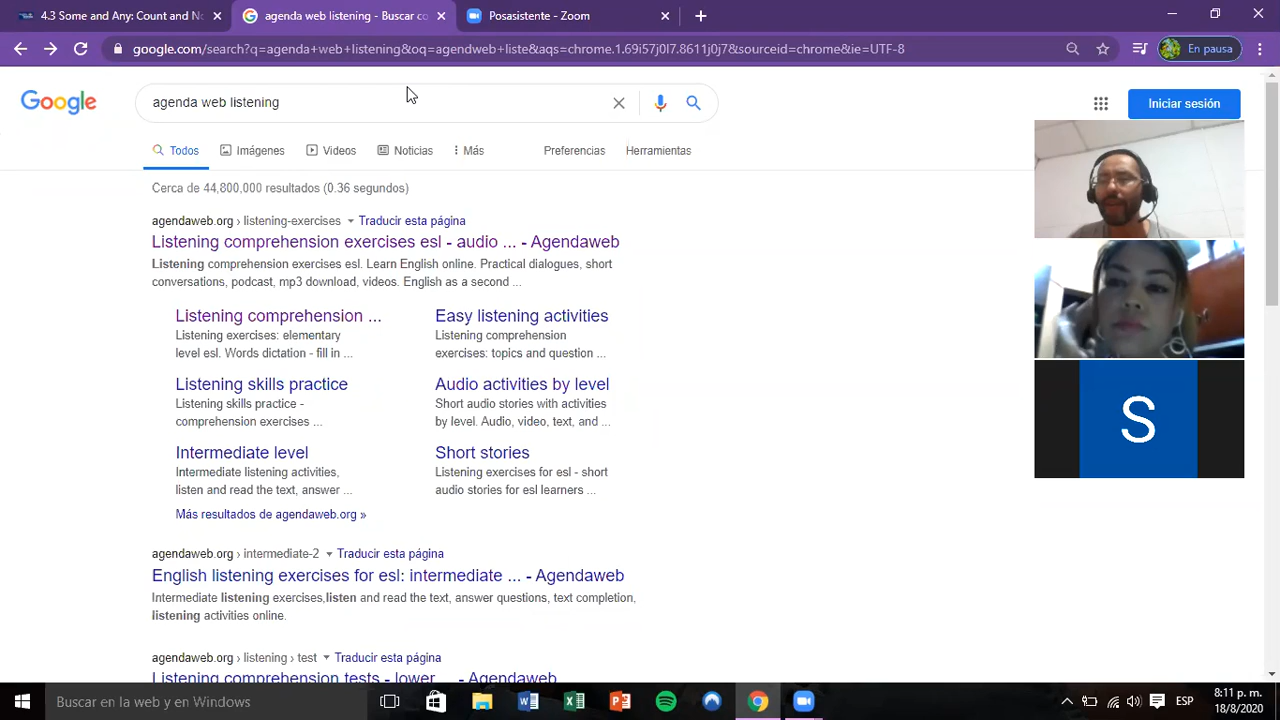 4.3 Some and Any: Count and N
agenda web listening - Buscar co
Posasistente - Zoom
google.com/search?q=agenda+web+listening&oq=agendweb+liste&aqs=chrome.1.69i57j0l7.8611j0j7&sourceid=chrome&ie=UTF-8
En pausa
Google
agenda web listening
Iniciar sesión
Todos
Imágenes
Videos
Noticias
Más
Preferencias
Herramientas
Cerca de 44,800,000 resultados (0.36 segundos)
agendaweb.org › listening-exercises
Traducir esta página
Listening comprehension exercises esl - audio ... - Agendaweb
Listening comprehension exercises esl. Learn English online. Practical dialogues, short
conversations, podcast, mp3 download, videos. English as a second ...
Listening comprehension ...
Listening exercises: elementary
level esl. Words dictation - fill in ...
Easy listening activities
Listening comprehension
exercises: topics and question ...
Listening skills practice
Listening skills practice -
comprehension exercises ...
Audio activities by level
Short audio stories with activities
by level. Audio, video, text, and ...
Intermediate level
Intermediate listening activities,
listen and read the text, answer ...
Short stories
Listening exercises for esl - short
audio stories for esl learners ...
Más resultados de agendaweb.org »
agendaweb.org › intermediate-2
Traducir esta página
English listening exercises for esl: intermediate ... - Agendaweb
Intermediate listening exercises,listen and read the text, answer questions, text completion,
listening activities online.
agendaweb.org › listening › test
Traducir esta página
Listening comprehension tests - lower ... - Agendaweb
S
Buscar en la web y en Windows
ESP
8:11 p. m.
18/8/2020